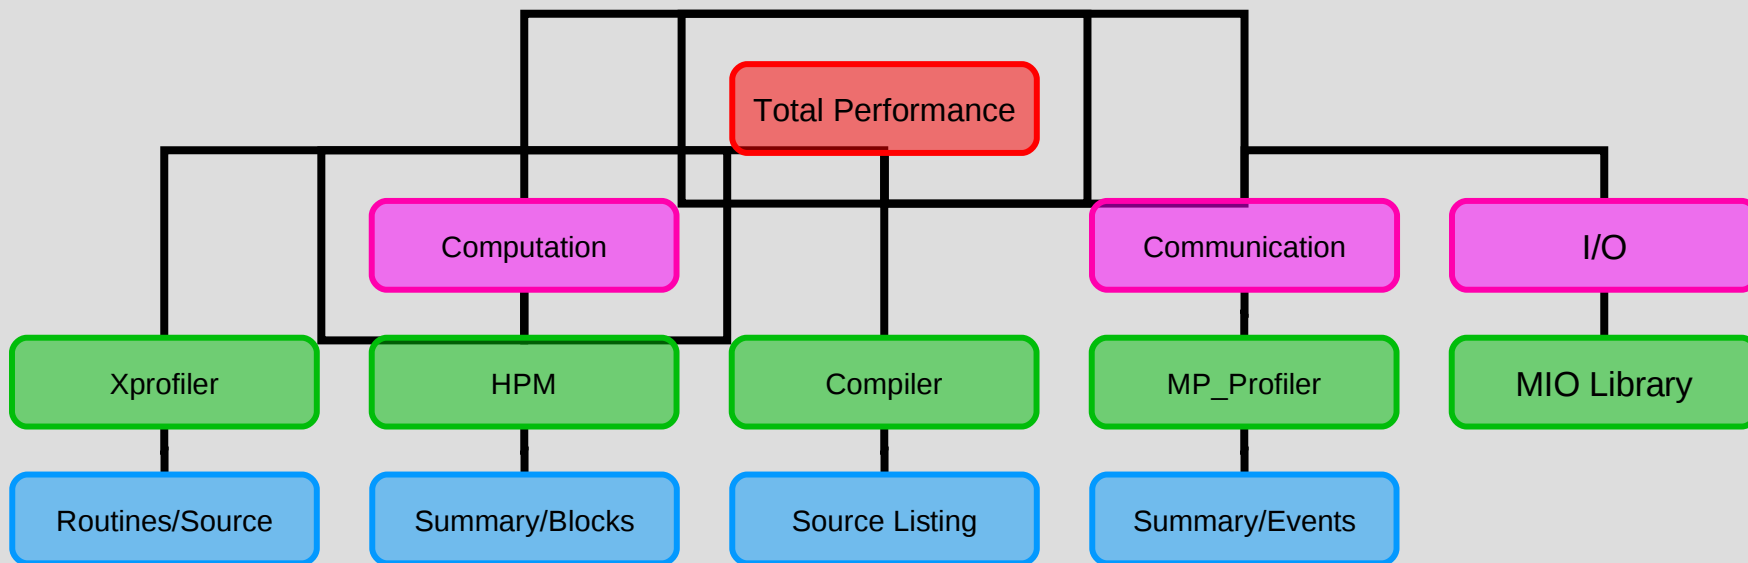 Total Performance
Computation
Communication
I/O
Xprofiler
HPM
Compiler
MP_Profiler
MIO Library
Routines/Source
Summary/Blocks
Source Listing
Summary/Events